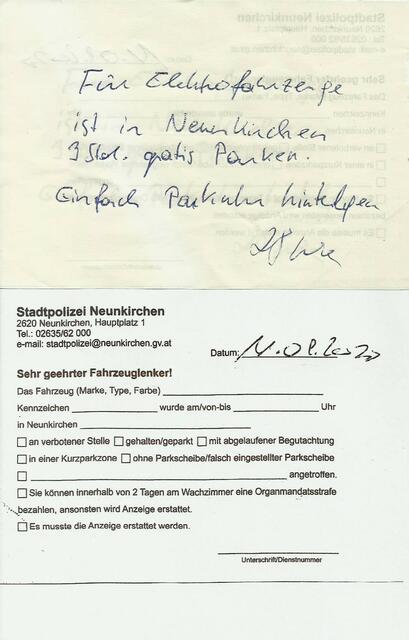 Für Elektrofahrzeuge
ist in Neunkirchen
3 Std. gratis Parken.
Einfach Parkuhr hinterlegen
Stadtpolizei Neunkirchen
2620 Neunkirchen, Hauptplatz 1
Tel.: 02635/62 000
e-mail: stadtpolizei@neunkirchen.gv.at
Datum:
Sehr geehrter Fahrzeuglenker!
Das Fahrzeug (Marke, Type, Farbe)
Kennzeichen wurde am/von-bis Uhr
in Neunkirchen
an verbotener Stelle gehalten/geparkt mit abgelaufener Begutachtung
in einer Kurzparkzone ohne Parkscheibe/falsch eingestellter Parkscheibe
angetroffen.
Sie können innerhalb von 2 Tagen am Wachzimmer eine Organmandatsstrafe
bezahlen, ansonsten wird Anzeige erstattet.
Es musste die Anzeige erstattet werden.
Unterschrift/Dienstnummer